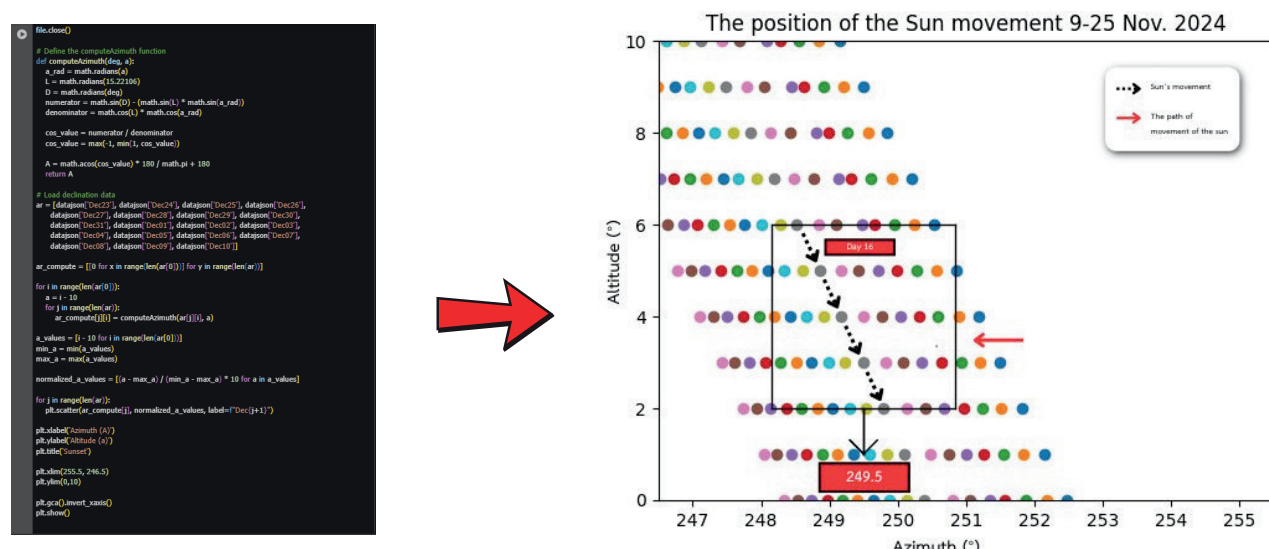 file.close()
# Define the computeAzimuth function
def computeAzimuth(deg, a):
a_rad = math.radians(a)
L = math.radians(15.22106)
D = math.radians(deg)
numerator = math.sin(D) - (math.sin(L) * math.sin(a_rad))
denominator = math.cos(L) * math.cos(a_rad)
cos_value = numerator / denominator
cos_value = max(-1, min(1, cos_value))
A = math.acos(cos_value) * 180 / math.pi + 180
return A
# Load declination data
ar = [datajson['Dec23'], datajson['Dec24'], datajson['Dec25'], datajson['Dec26'],
datajson['Dec27'], datajson['Dec28'], datajson['Dec29'], datajson['Dec30'],
datajson['Dec31'], datajson['Dec01'], datajson['Dec02'], datajson['Dec03'],
datajson['Dec04'], datajson['Dec05'], datajson['Dec06'], datajson['Dec07'],
datajson['Dec08'], datajson['Dec09'], datajson['Dec10']]
ar_compute = [[0 for x in range(len(ar[0]))] for y in range(len(ar))]
for i in range(len(ar[0])):
a = i - 10
for j in range(len(ar)):
ar_compute[j][i] = computeAzimuth(ar[j][i], a)
a_values = [i - 10 for i in range(len(ar[0]))]
min_a = min(a_values)
max_a = max(a_values)
normalized_a_values = [(a - max_a) / (min_a - max_a) * 10 for a in a_values]
for j in range(len(ar)):
plt.scatter(ar_compute[j], normalized_a_values, label=f"Dec{j+1}")
plt.xlabel('Azimuth (A)')
plt.ylabel('Altitude (a)')
plt.title('Sunset')
plt.xlim(255.5, 246.5)
plt.ylim(0,10)
plt.gca().invert_xaxis()
plt.show()
The position of the Sun movement 9-25 Nov. 2024
10
8
6
4
2
0
Altitude (°)
Sun's movement
The path of
movement of the sun
Day 16
249.5
247 248 249 250 251 252 253 254 255
Azimuth (°)